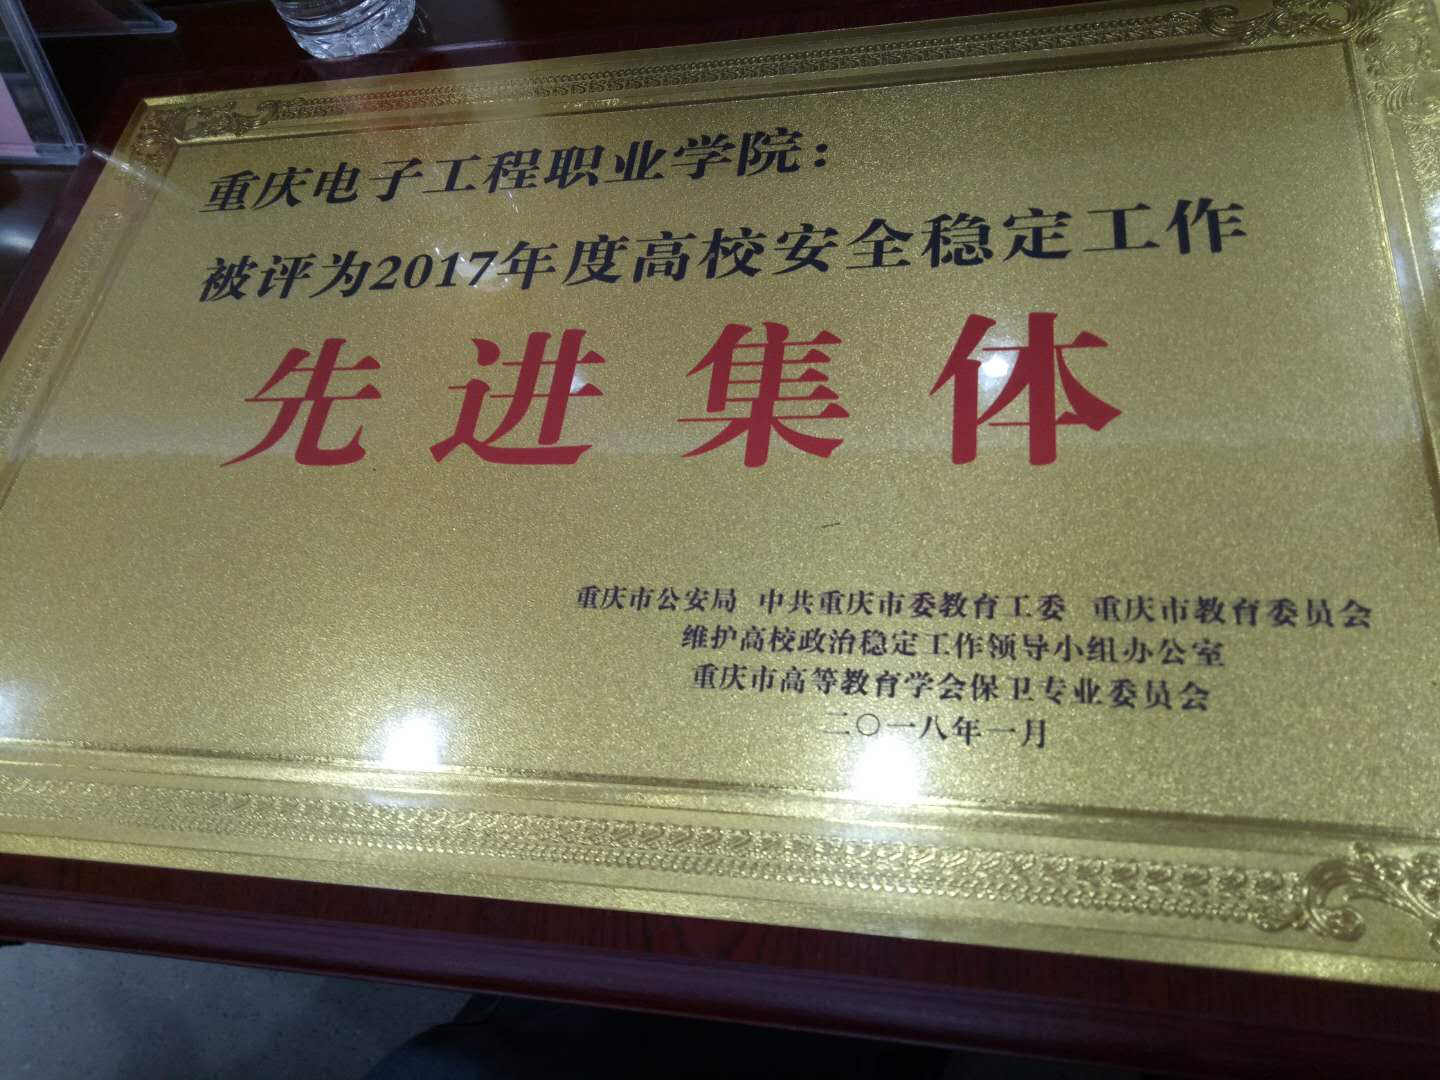 重庆电子工程职业学院：
被评为2017年度高校安全稳定工作
先进集体
重庆市公安局 中共重庆市委教育工委 重庆市教育委员会
维护高校政治稳定工作领导小组办公室
重庆市高等教育学会保卫专业委员会
二〇一八年一月